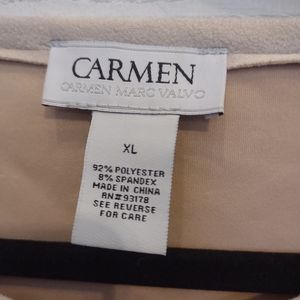 CARMEN
CARMEN MARC VALVO
XL
92% POLYESTER
8% SPANDEX
MADE IN CHINA
RN# 93178
SEE REVERSE
FOR CARE